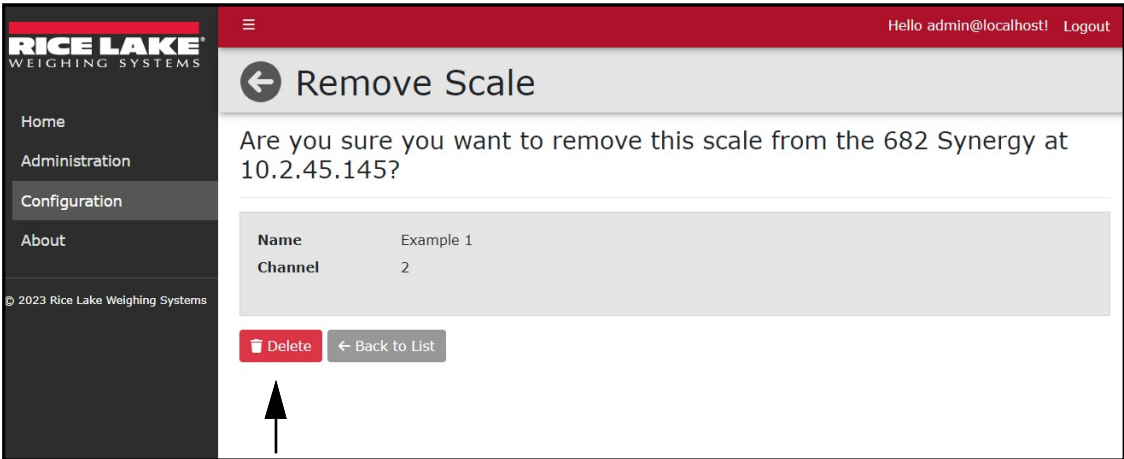 RICE LAKE
WEIGHING SYSTEMS
Home
Administration
Configuration
About
© 2023 Rice Lake Weighing Systems
Hello admin@localhost! Logout
Remove Scale
Are you sure you want to remove this scale from the 682 Synergy at
10.2.45.145?
Name Example 1
Channel 2
Delete Back to List